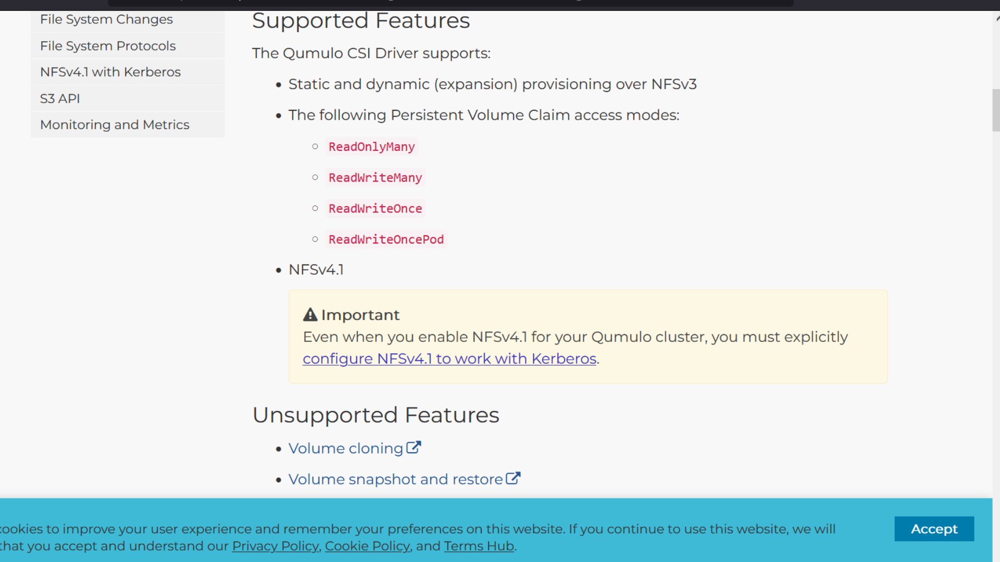 File System Changes
File System Protocols
NFSv4.1 with Kerberos
S3 API
Monitoring and Metrics
Supported Features
The Qumulo CSI Driver supports:
Static and dynamic (expansion) provisioning over NFSv3
The following Persistent Volume Claim access modes:
ReadOnlyMany
ReadWriteMany
ReadWriteOnce
ReadWriteOncePod
NFSv4.1
Important
Even when you enable NFSv4.1 for your Qumulo cluster, you must explicitly
configure NFSv4.1 to work with Kerberos.
Unsupported Features
Volume cloning
Volume snapshot and restore
cookies to improve your user experience and remember your preferences on this website. If you continue to use this website, we will
that you accept and understand our Privacy Policy, Cookie Policy, and Terms Hub.
Accept